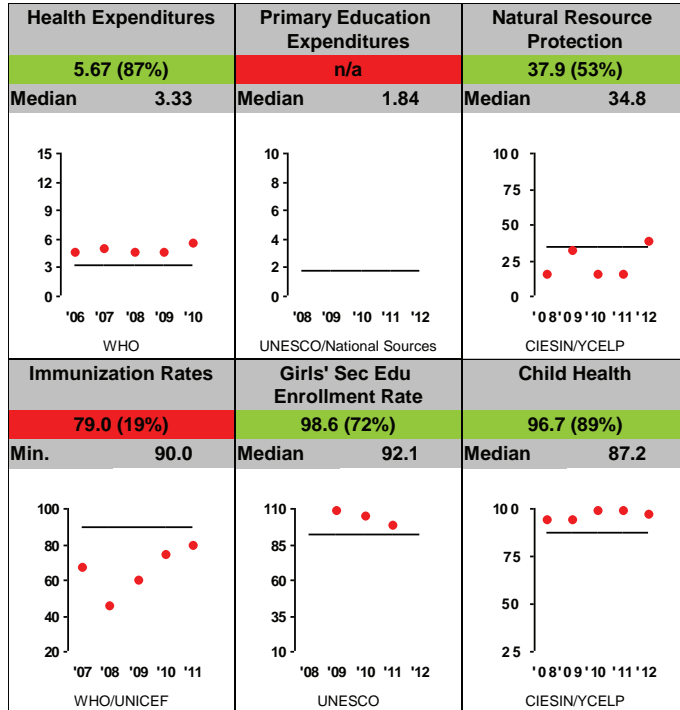 Health Expenditures
5.67 (87%)
Median 3.33
15
12
9
6
3
0
'06 '07 '08 '09 '10
WHO
Primary Education
Expenditures
n/a
Median 1.84
10
8
6
4
2
0
'08 '09 '10 '11 '12
UNESCO/National Sources
Natural Resource
Protection
37.9 (53%)
Median 34.8
100
75
50
25
0
'08 '09 '10 '11 '12
CIESIN/YCELP
Immunization Rates
79.0 (19%)
Min. 90.0
100
80
60
40
20
'07 '08 '09 '10 '11
WHO/UNICEF
Girls' Sec Edu
Enrollment Rate
98.6 (72%)
Median 92.1
110
85
60
35
10
'08 '09 '10 '11 '12
UNESCO
Child Health
96.7 (89%)
Median 87.2
100
75
50
25
'08 '09 '10 '11 '12
CIESIN/YCELP